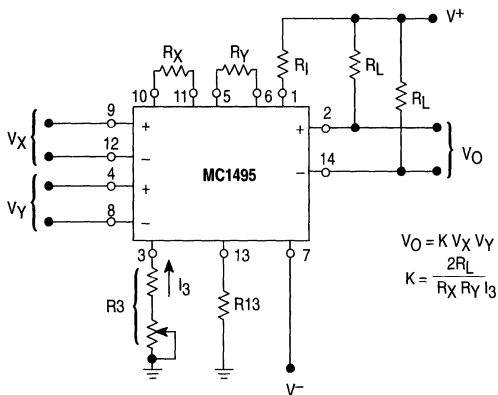 V+
RX
RY
RI
RL
RL
10
11
5
6
1
9
+
2
+
VX
12
−
MC1495
14
−
VO
4
+
VY
8
−
3
13
7
VO = K VX VY
K = 2RL / RX RY I3
R3
I3
R13
V−